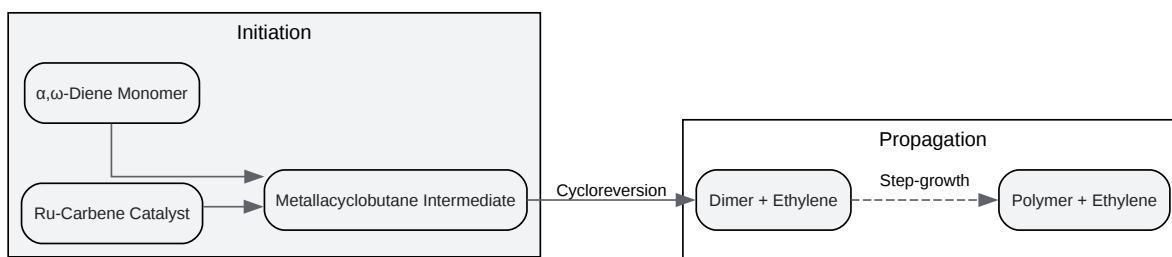 Initiation
α,ω-Diene Monomer
Ru-Carbene Catalyst
Metallacyclobutane Intermediate
Cycloreversion
Propagation
Dimer + Ethylene
Step-growth
Polymer + Ethylene